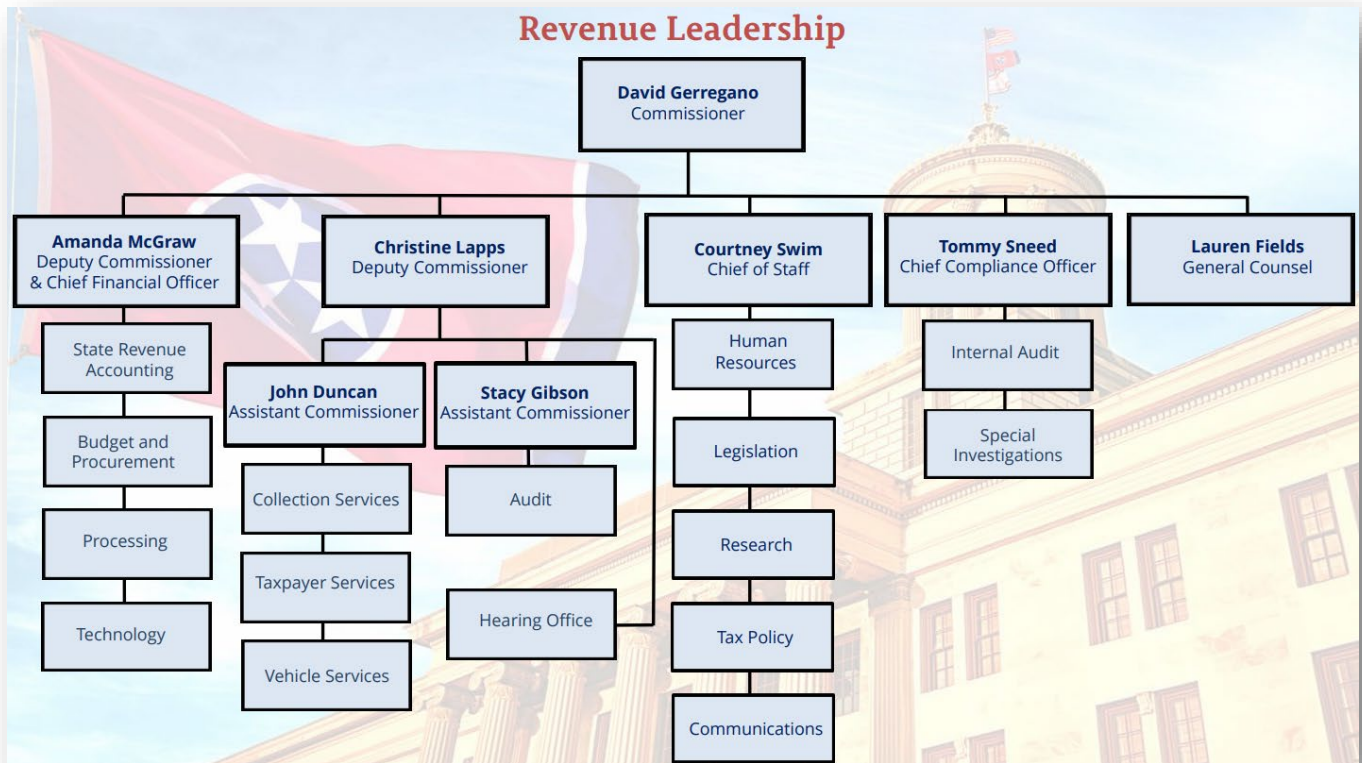 Revenue Leadership
David Gerregano
Commissioner
Amanda McGraw
Deputy Commissioner
& Chief Financial Officer
Christine Lapps
Deputy Commissioner
Courtney Swim
Chief of Staff
Tommy Sneed
Chief Compliance Officer
Lauren Fields
General Counsel
State Revenue
Accounting
Budget and
Procurement
Processing
Technology
John Duncan
Assistant Commissioner
Collection Services
Taxpayer Services
Vehicle Services
Stacy Gibson
Assistant Commissioner
Audit
Hearing Office
Human
Resources
Legislation
Research
Tax Policy
Communications
Internal Audit
Special
Investigations